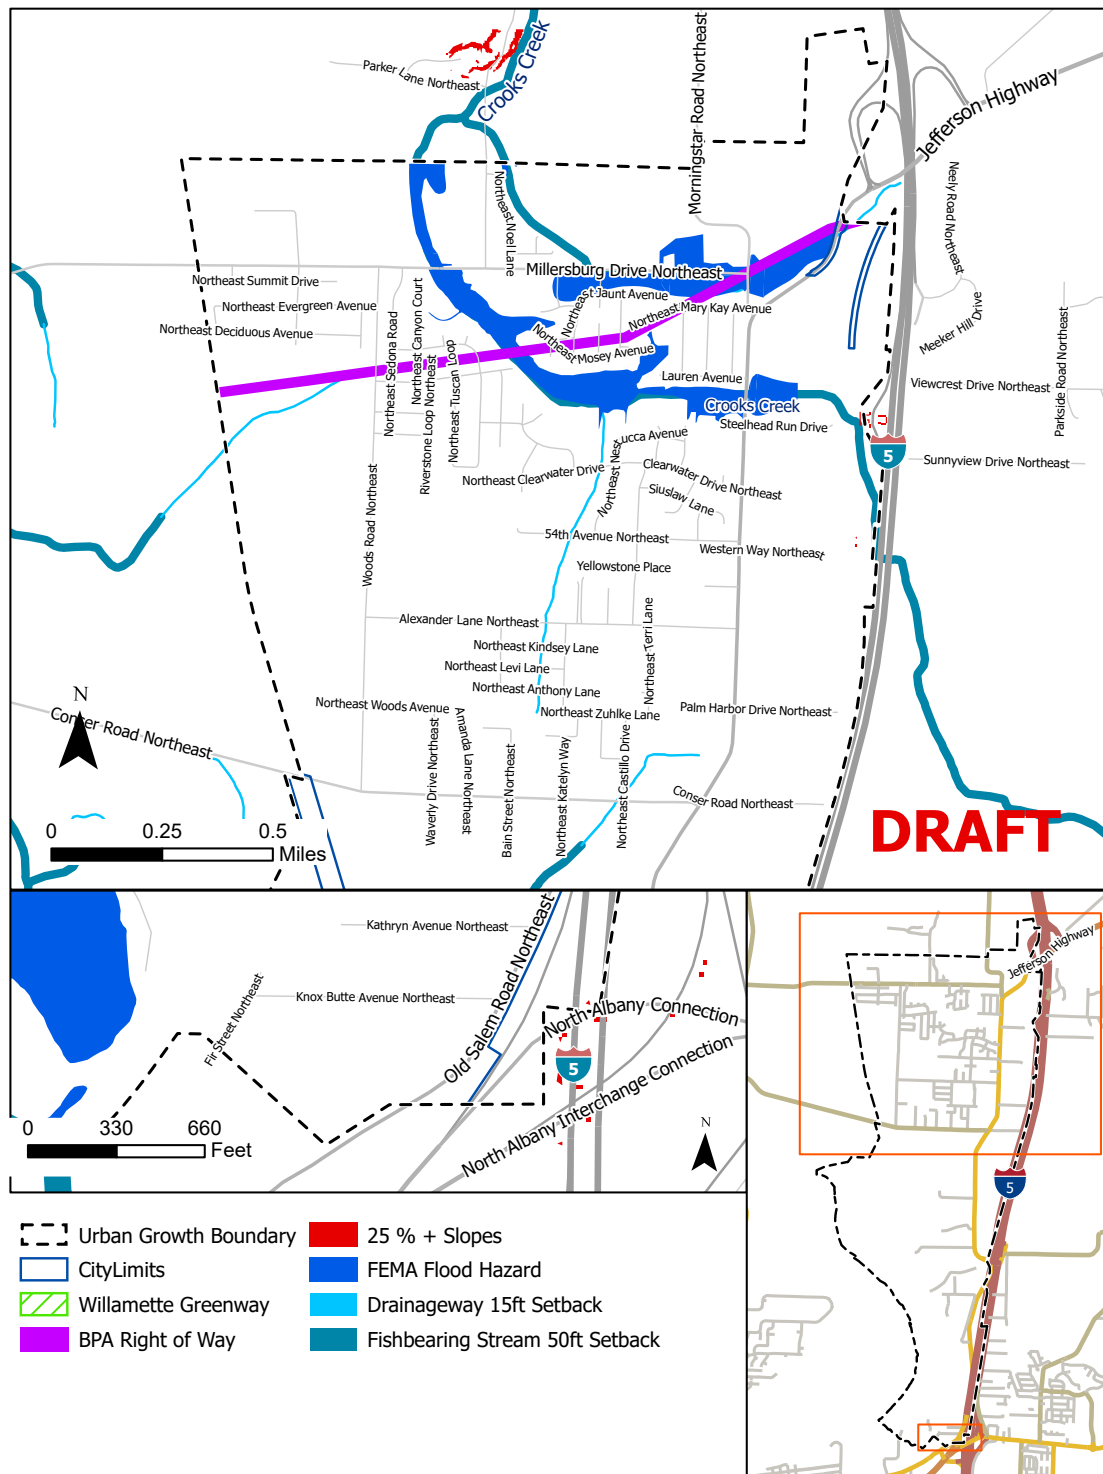 Parker Lane Northeast
Crooks Creek
Morningstar Road Northeast
Jefferson Highway
Northeast Noel Lane
Neely Road Northeast
Millersburg Drive Northeast
Northeast Summit Drive
Northeast Jaunt Avenue
Northeast
Northeast Evergreen Avenue
Northeast Mary Kay Avenue
Northeast Deciduous Avenue
Northeast Sedona Road
Northeast Canyon Court
Riverstone Loop Northeast
Northeast Tuscan Loop
Northeast Mosey Avenue
Meeker Hill Drive
Parkside Road Northeast
Lauren Avenue
Viewcrest Drive Northeast
Crooks Creek
Steelhead Run Drive
ucca Avenue
5
Sunnyview Drive Northeast
Northeast Clearwater Drive
Northeast Nest
Clearwater Drive Northeast
Siuslaw Lane
Woods Road Northeast
54th Avenue Northeast
Western Way Northeast
Yellowstone Place
Alexander Lane Northeast
Northeast Terri Lane
Northeast Kindsey Lane
Northeast Levi Lane
Northeast Anthony Lane
Northeast Woods Avenue
Northeast Zuhlke Lane
Palm Harbor Drive Northeast
N
Conser Road Northeast
Waverly Drive Northeast
Amanda Lane Northeast
Bain Street Northeast
Northeast Katelyn Way
Northeast Castillo Drive
Conser Road Northeast
DRAFT
0 0.25 0.5
Miles
Kathryn Avenue Northeast
Old Salem Road Northeast
Knox Butte Avenue Northeast
Fir Street Northeast
North Albany Connection
5
North Albany Interchange Connection
0 330 660
Feet
N
Jefferson Highway
5
Urban Growth Boundary
CityLimits
Willamette Greenway
BPA Right of Way
25 % + Slopes
FEMA Flood Hazard
Drainageway 15ft Setback
Fishbearing Stream 50ft Setback